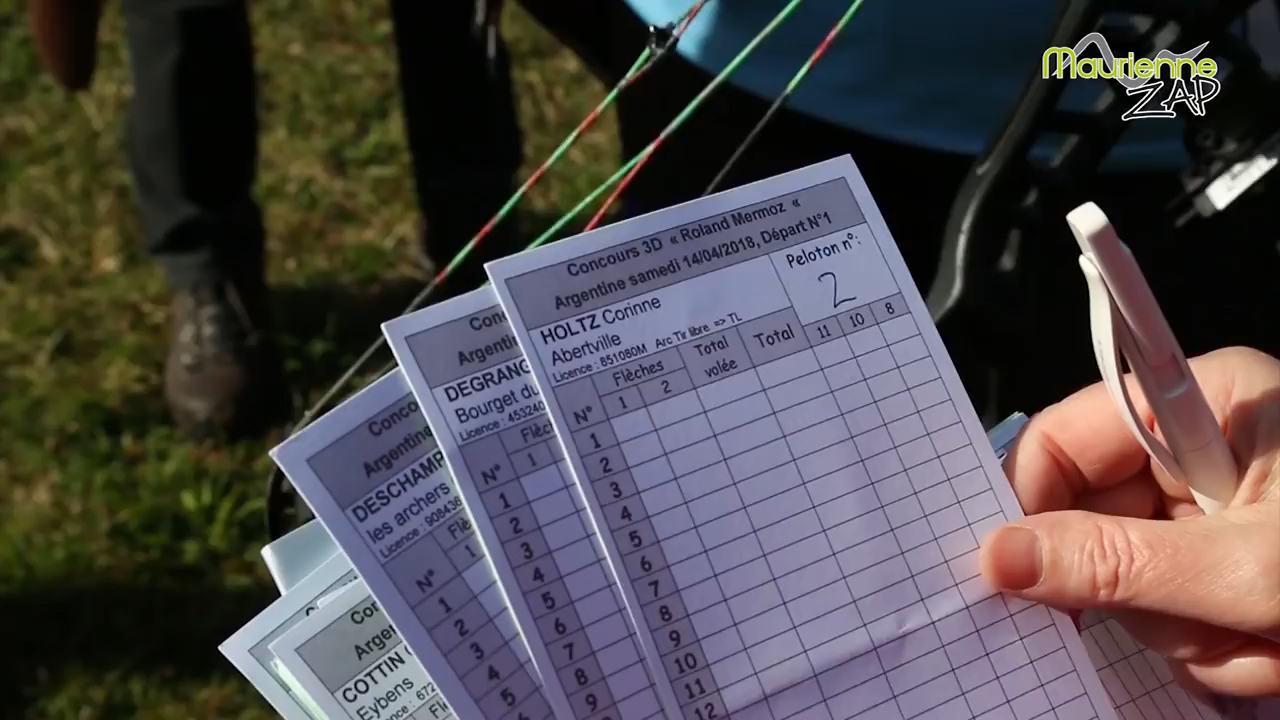 Maurienne
ZAP
Concours 3D « Roland Mermoz «
Argentine samedi 14/04/2018, Départ N°1
HOLTZ Corinne
Abertville
Licence : 851080M Arc Tir libre => TL
Peloton n°:
2
N° Flèches Total volée Total 11 10 8
1 2
1
2
3
4
5
6
7
8
9
10
11
12
DEGRANG
Bourget du
Licence : 453240
N°
1
1
2
3
4
5
6
7
8
9
DESCHAMP
les archers
Licence : 908436
N°
1
1
2
3
4
5
COTTIN
Eybens